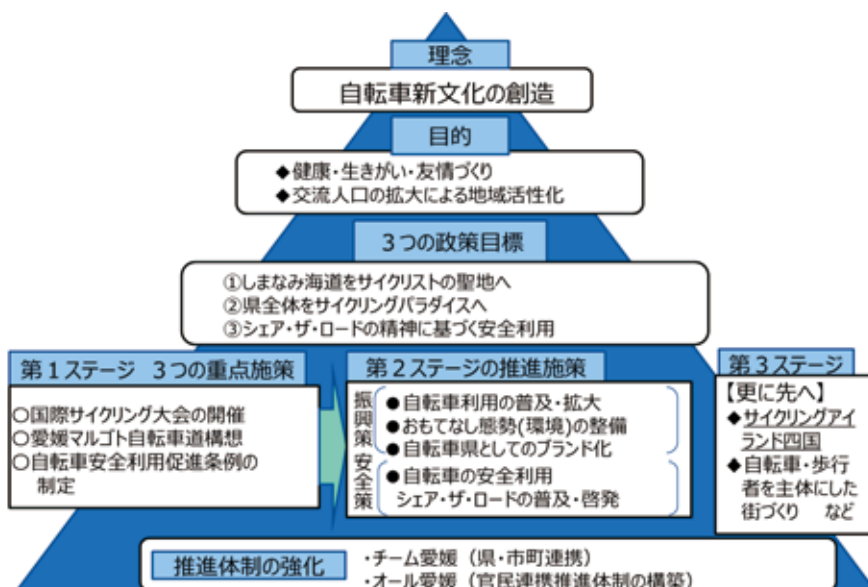 理念
自転車新文化の創造
目的
◆健康・生きがい・友情づくり
◆交流人口の拡大による地域活性化
3つの政策目標
①しまなみ海道をサイクリストの聖地へ
②県全体をサイクリングパラダイスへ
③シェア・ザ・ロードの精神に基づく安全利用
第1ステージ 3つの重点施策
○国際サイクリング大会の開催
○愛媛マルゴト自転車道構想
○自転車安全利用促進条例の
制定
第2ステージの推進施策
振興策
●自転車利用の普及・拡大
●おもてなし態勢(環境)の整備
●自転車県としてのブランド化
安全策
●自転車の安全利用
シェア・ザ・ロードの普及・啓発
第3ステージ
【更に先へ】
◆サイクリングアイ
ランド四国
◆自転車・歩行
者を主体にした
街づくり など
推進体制の強化
・チーム愛媛（県・市町連携）
・オール愛媛（官民連携推進体制の構築）